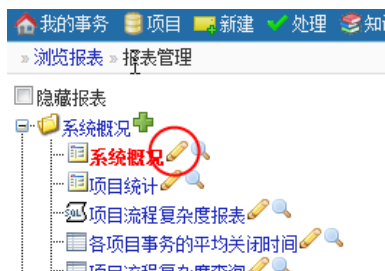 我的事务 项目 新建 处理
» 浏览报表 » 报表管理
隐藏报表
系统概况
系统概况
项目统计
SQL 项目流程复杂度报表
各项目事务的平均关闭时间